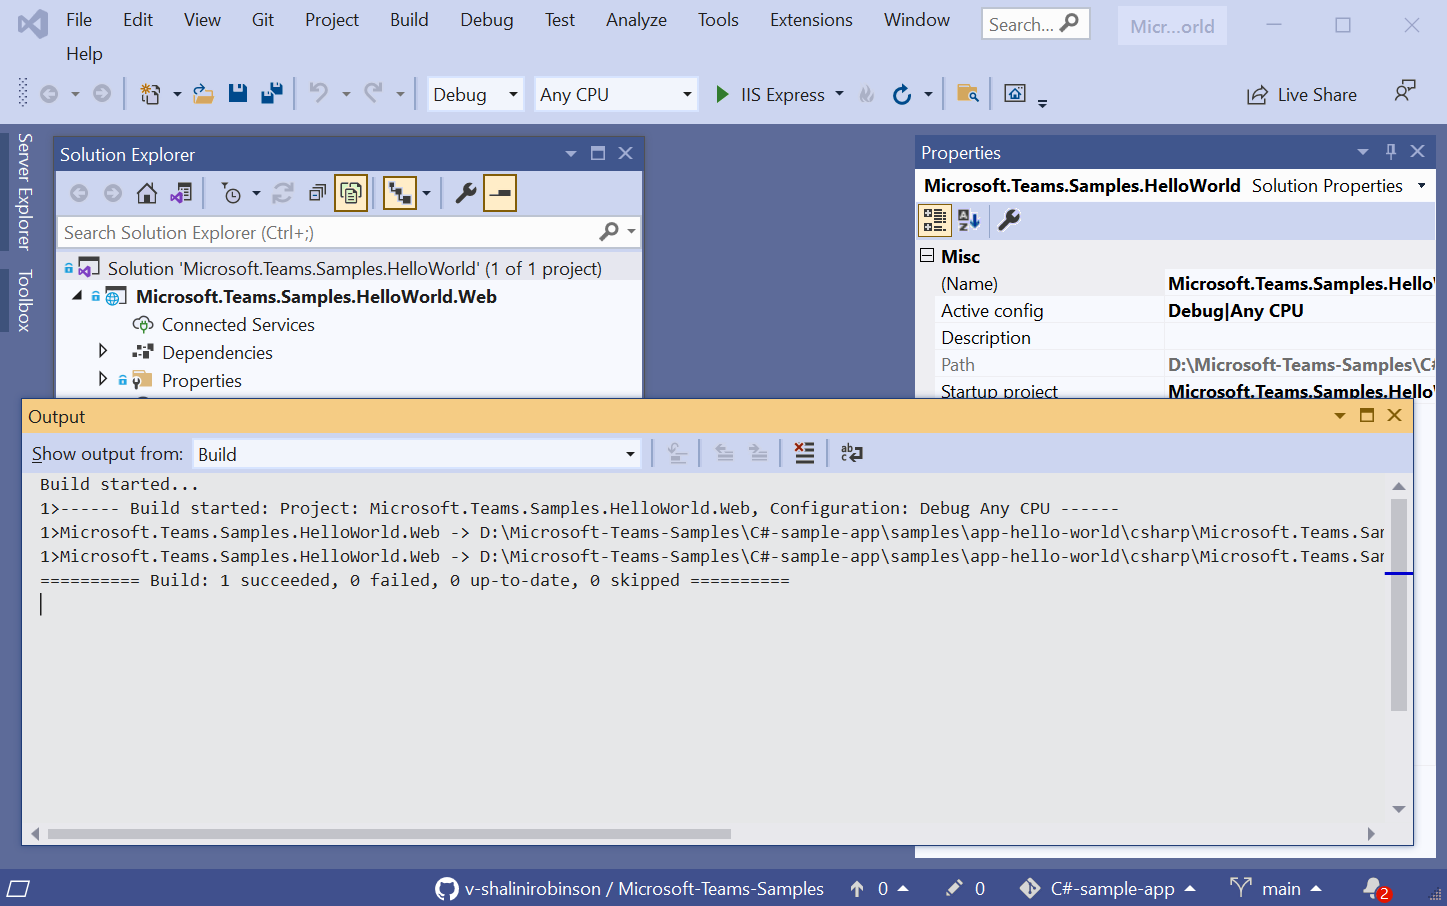 File Edit View Git Project Build Debug Test Analyze Tools Extensions Window Search... Micr...orld
Help
Debug Any CPU IIS Express Live Share
Server Explorer
Toolbox
Solution Explorer
Search Solution Explorer (Ctrl+;)
Solution 'Microsoft.Teams.Samples.HelloWorld' (1 of 1 project)
Microsoft.Teams.Samples.HelloWorld.Web
Connected Services
Dependencies
Properties
Properties
Microsoft.Teams.Samples.HelloWorld Solution Properties
Misc
(Name) Microsoft.Teams.Samples.Hello
Active config Debug|Any CPU
Description
Path D:\Microsoft-Teams-Samples\C#
Startup project Microsoft.Teams.Samples.Hello
Output
Show output from: Build
Build started...
1>------ Build started: Project: Microsoft.Teams.Samples.HelloWorld.Web, Configuration: Debug Any CPU ------
1>Microsoft.Teams.Samples.HelloWorld.Web -> D:\Microsoft-Teams-Samples\C#-sample-app\samples\app-hello-world\csharp\Microsoft.Teams.Sam
1>Microsoft.Teams.Samples.HelloWorld.Web -> D:\Microsoft-Teams-Samples\C#-sample-app\samples\app-hello-world\csharp\Microsoft.Teams.Sam
========== Build: 1 succeeded, 0 failed, 0 up-to-date, 0 skipped ==========
v-shalinirobinson / Microsoft-Teams-Samples 0 0 C#-sample-app main 2